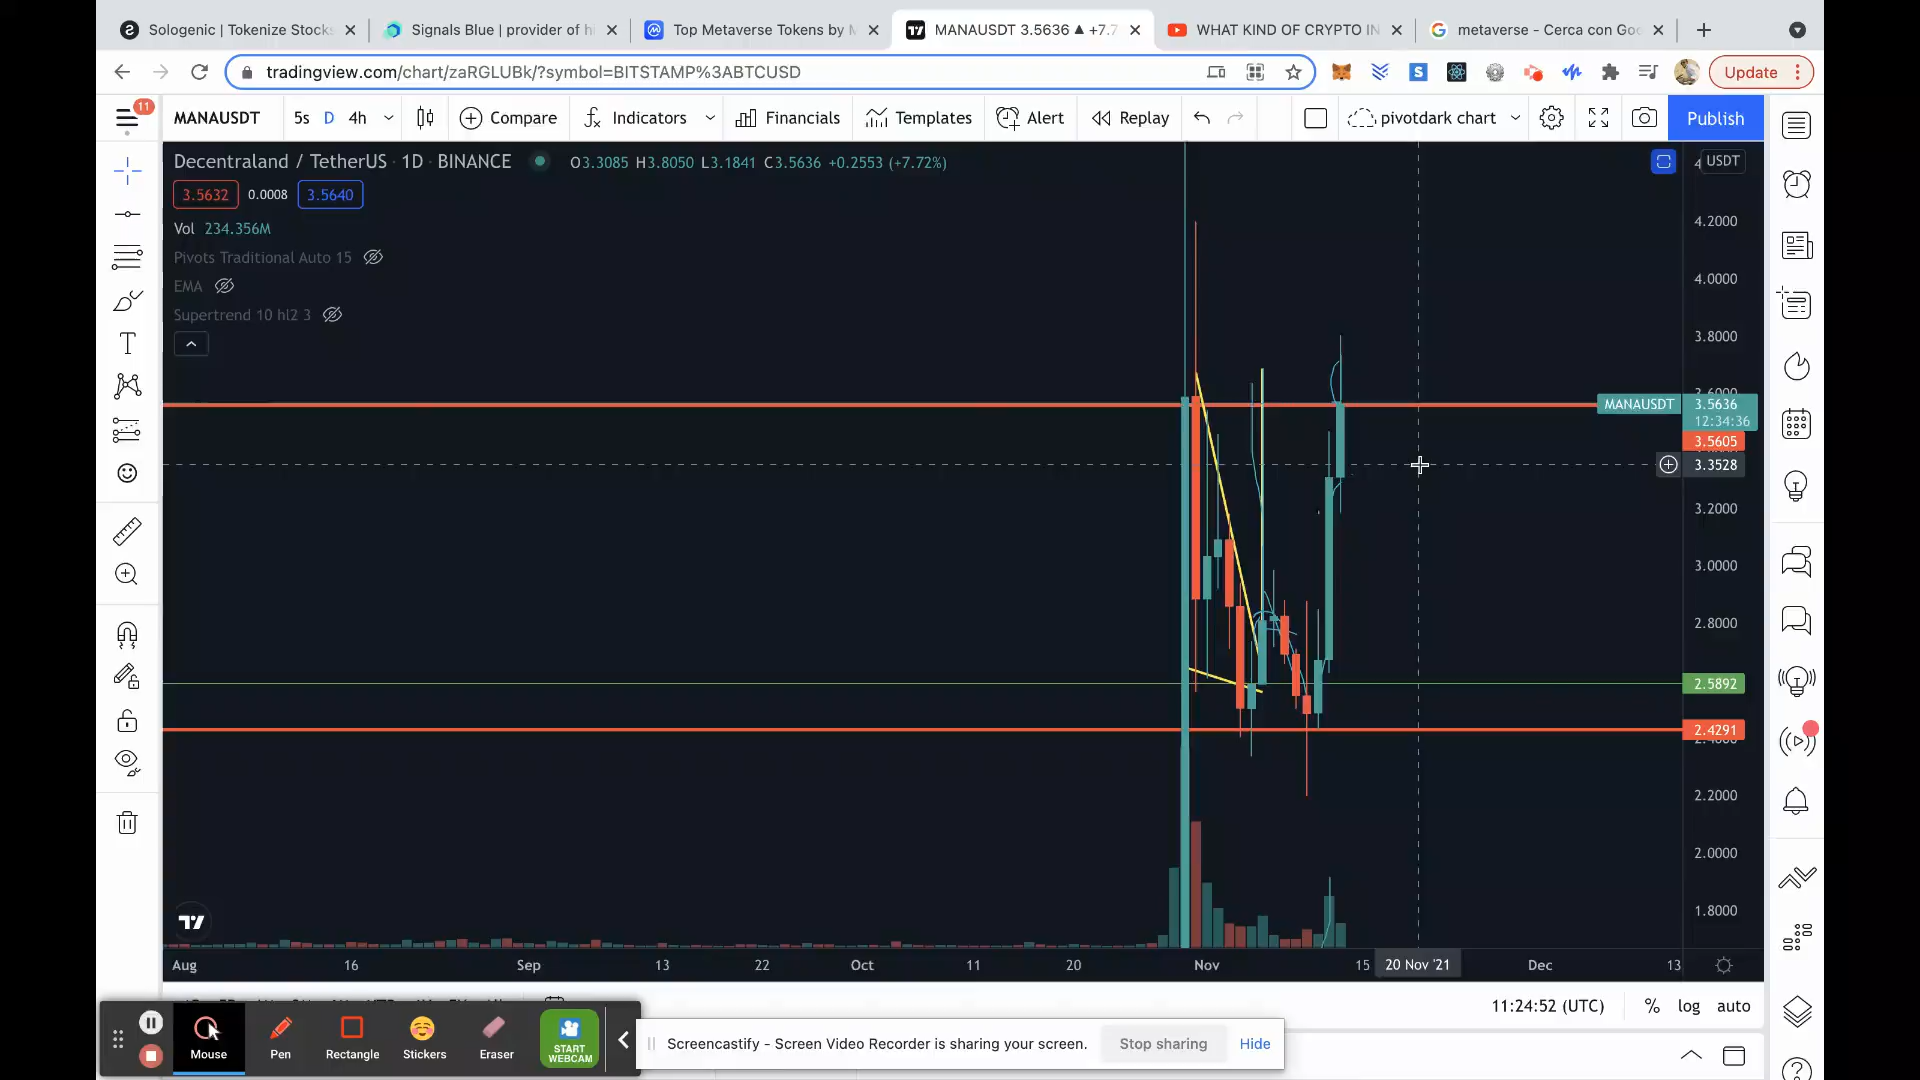 Sologenic | Tokenize Stocks
Signals Blue | provider of hi
Top Metaverse Tokens by M
MANAUSDT 3.5636 ▲ +7.7
WHAT KIND OF CRYPTO IN
metaverse - Cerca con Goo
tradingview.com/chart/zaRGLUBk/?symbol=BITSTAMP%3ABTCUSD
Update
11
MANAUSDT 5s D 4h Compare Indicators Financials Templates Alert Replay pivotdark chart Publish
Decentraland / TetherUS · 1D · BINANCE O3.3085 H3.8050 L3.1841 C3.5636 +0.2553 (+7.72%)
USDT
3.5632 0.0008 3.5640
Vol 234.356M
Pivots Traditional Auto 15
EMA
Supertrend 10 hl2 3
4.2000
4.0000
3.8000
MANAUSDT 3.5636
12:34:36
3.5605
3.3528
3.2000
3.0000
2.8000
2.5892
2.4291
2.2000
2.0000
1.8000
Aug 16 Sep 13 22 Oct 11 20 Nov 15 20 Nov '21 Dec 13
11:24:52 (UTC) % log auto
Mouse Pen Rectangle Stickers Eraser START WEBCAM
Screencastify - Screen Video Recorder is sharing your screen. Stop sharing Hide